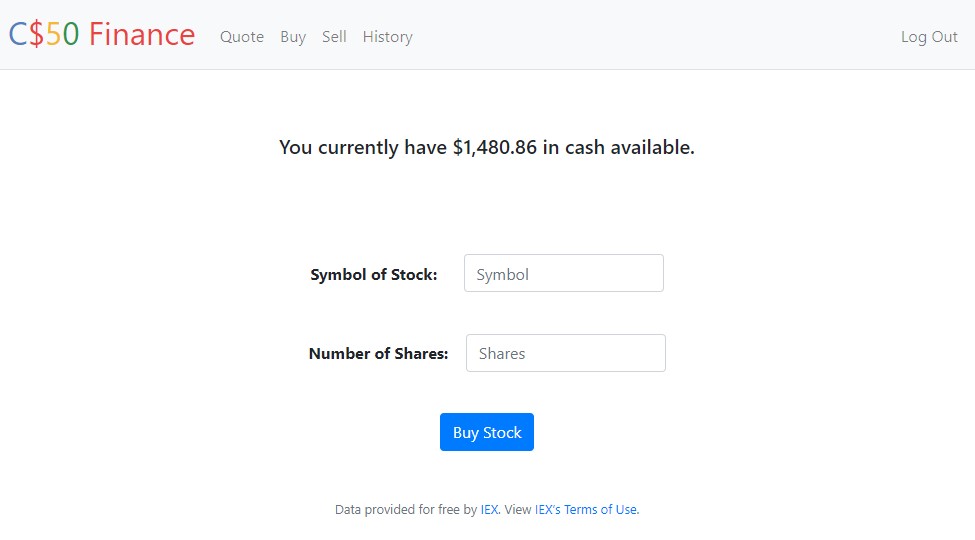 C$50 Finance Quote Buy Sell History Log Out
You currently have $1,480.86 in cash available.
Symbol of Stock: Symbol
Number of Shares: Shares
Buy Stock
Data provided for free by IEX. View IEX's Terms of Use.